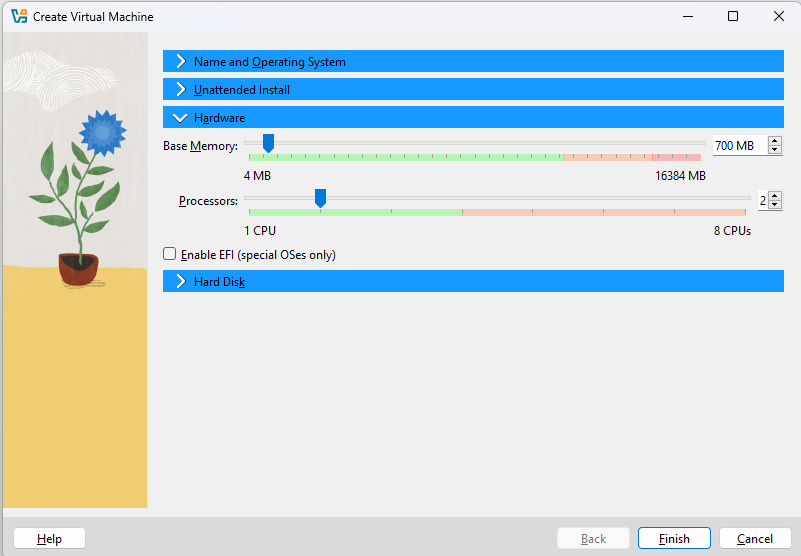 Create Virtual Machine
Name and Operating System
Unattended Install
Hardware
Base Memory: 700 MB
4 MB 16384 MB
Processors: 2
1 CPU 8 CPUs
Enable EFI (special OSes only)
Hard Disk
Help Back Finish Cancel